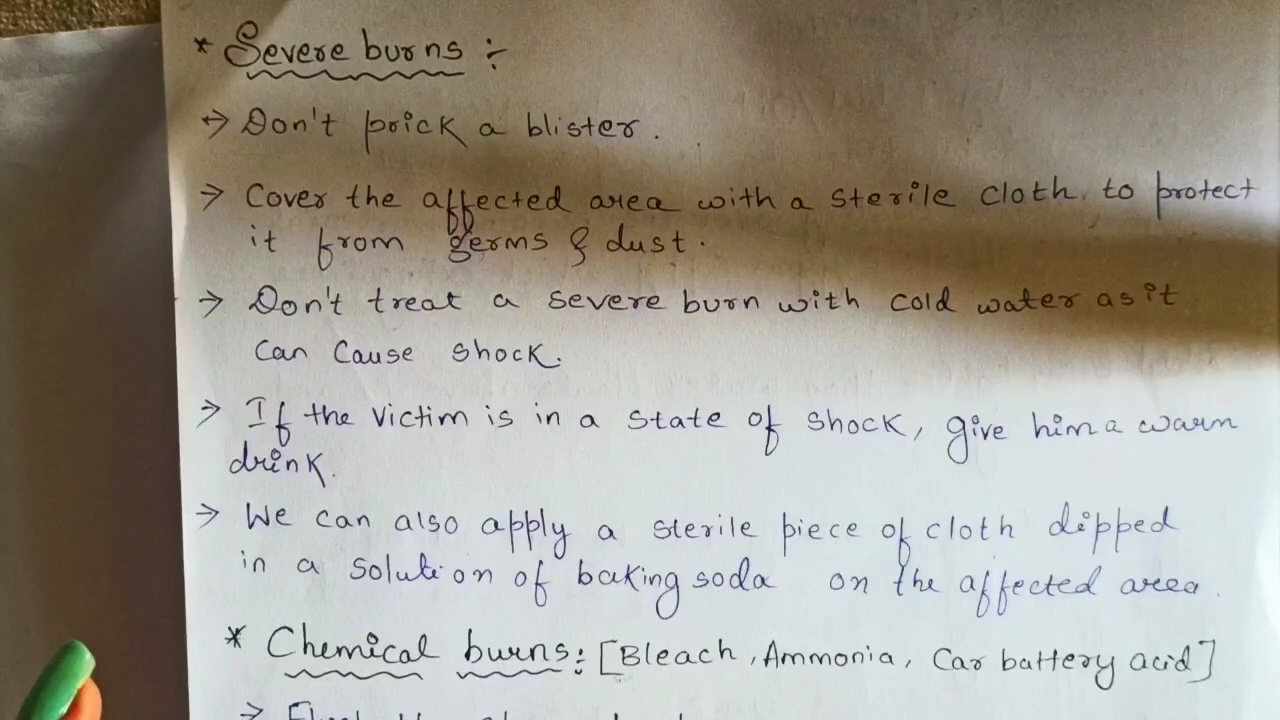 * Severe burns :-
→ Don't prick a blister.
→ Cover the affected area with a sterile cloth. to protect
it from germs & dust.
→ Don't treat a severe burn with cold water as it
can cause shock.
→ If the victim is in a state of shock, give him a warm
drink.
→ We can also apply a sterile piece of cloth dipped
in a solution of baking soda on the affected area.
* Chemical burns: [Bleach, Ammonia, Car battery acid]